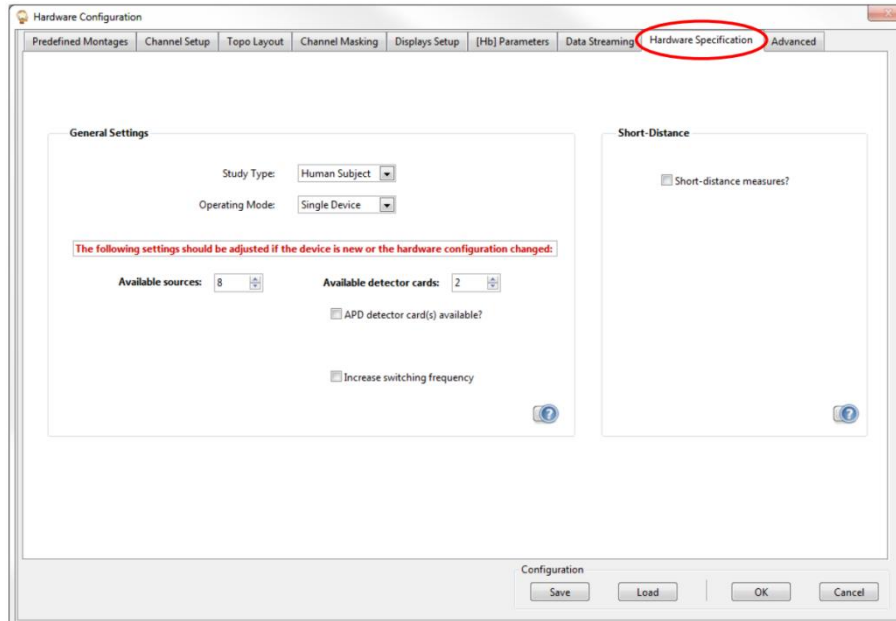 Hardware Configuration
Predefined Montages Channel Setup Topo Layout Channel Masking Displays Setup [Hb] Parameters Data Streaming Hardware Specification Advanced
General Settings
Study Type: Human Subject
Operating Mode: Single Device
The following settings should be adjusted if the device is new or the hardware configuration changed:
Available sources: 8 Available detector cards: 2
APD detector card(s) available?
Increase switching frequency
?
Short-Distance
Short-distance measures?
?
Configuration
Save Load OK Cancel